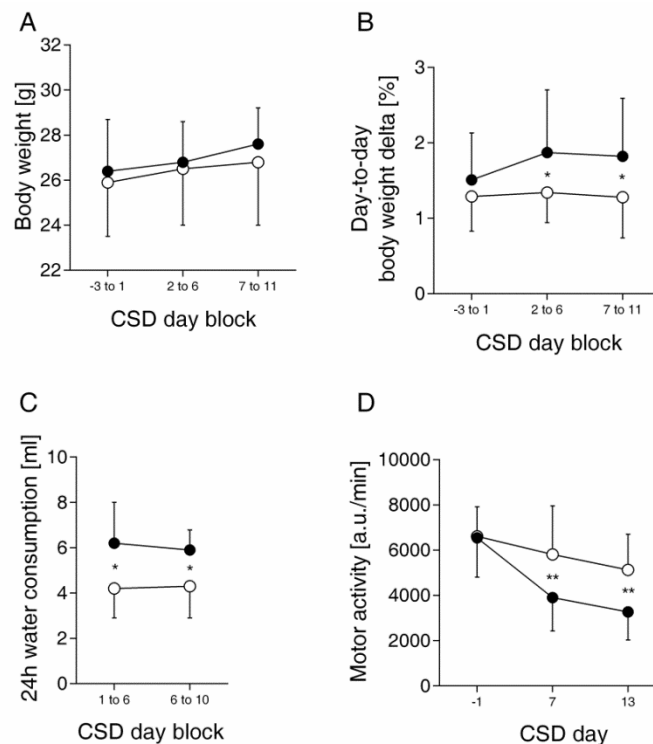 A
Body weight [g]
32
30
28
26
24
22
-3 to 1
2 to 6
7 to 11
CSD day block
B
Day-to-day
body weight delta [%]
3
2
1
0
*
*
-3 to 1
2 to 6
7 to 11
CSD day block
C
24h water consumption [ml]
10
8
6
4
2
0
*
*
1 to 6
6 to 10
CSD day block
D
Motor activity [a.u./min]
10000
8000
6000
4000
2000
0
**
**
-1
7
13
CSD day